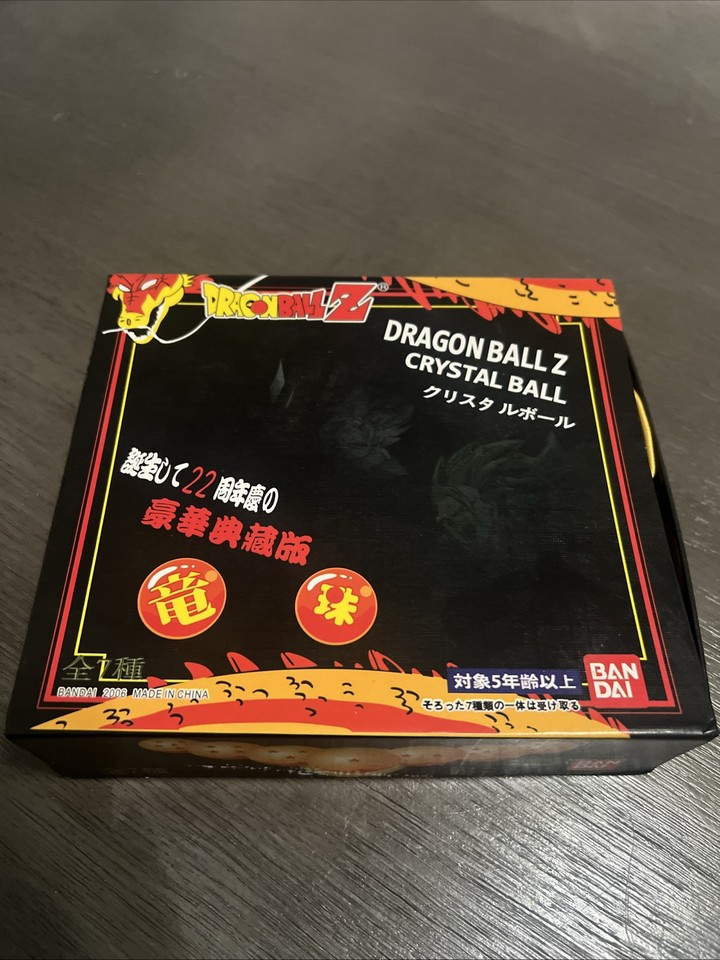 DRAGONBALL Z®
DRAGON BALL Z
CRYSTAL BALL
クリスタルボール
誕生して22周年慶の
豪華典藏版
竜 珠
全7種
BANDAI 2006 MADE IN CHINA
対象5年齢以上
BAN
DAI
そろった7種類の一体は受け取る
BAN